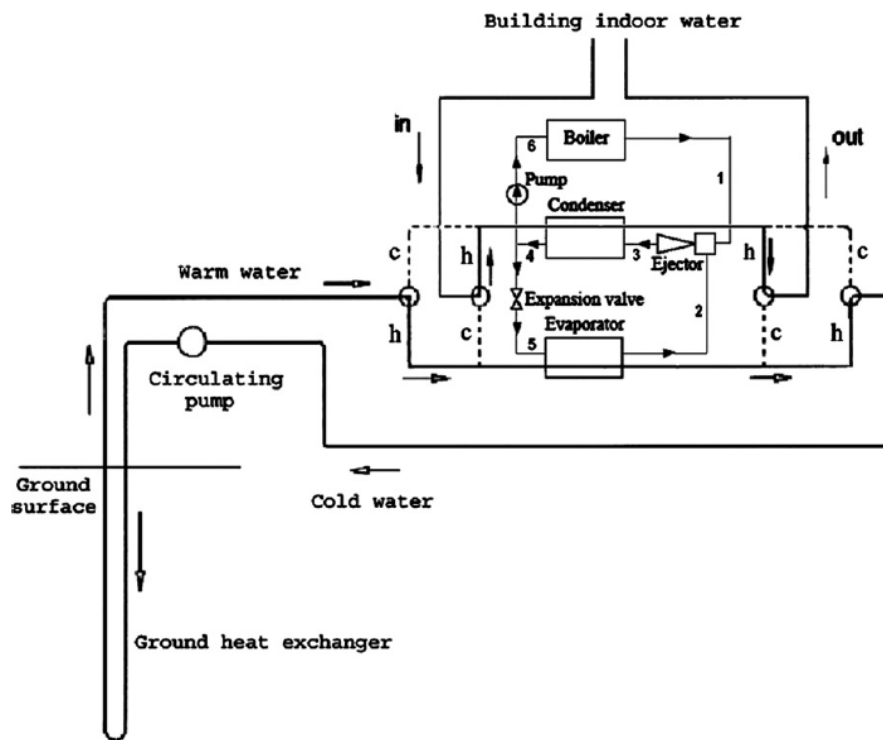 Building indoor water
in
out
6
Boiler
1
Pump
Condenser
c
h
4
3
Ejector
h
c
Warm water
Expansion valve
2
h
c
Evaporator
c
h
5
Circulating
pump
Ground
surface
Cold water
Ground heat exchanger